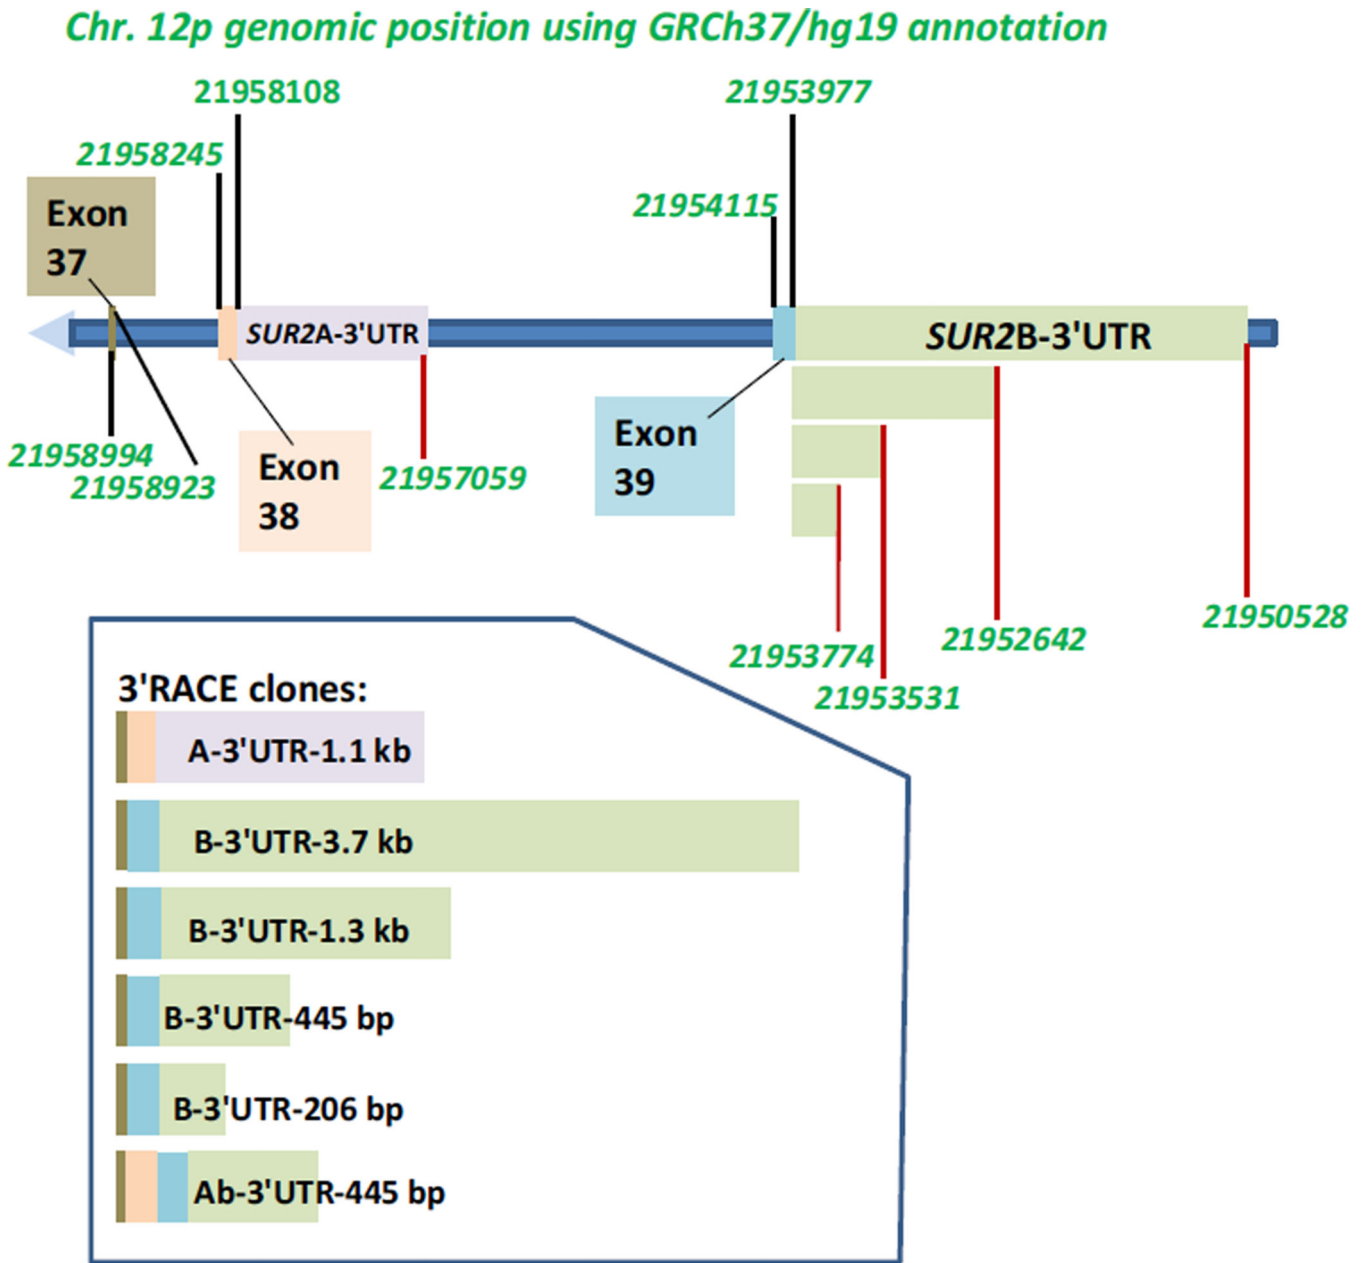 Chr. 12p genomic position using GRCh37/hg19 annotation
21958108
21953977
21958245
21954115
Exon
37
SUR2A-3'UTR
SUR2B-3'UTR
21958994
21958923
Exon
38
21957059
Exon
39
21953774
21953531
21952642
21950528
3'RACE clones:
A-3'UTR-1.1 kb
B-3'UTR-3.7 kb
B-3'UTR-1.3 kb
B-3'UTR-445 bp
B-3'UTR-206 bp
Ab-3'UTR-445 bp